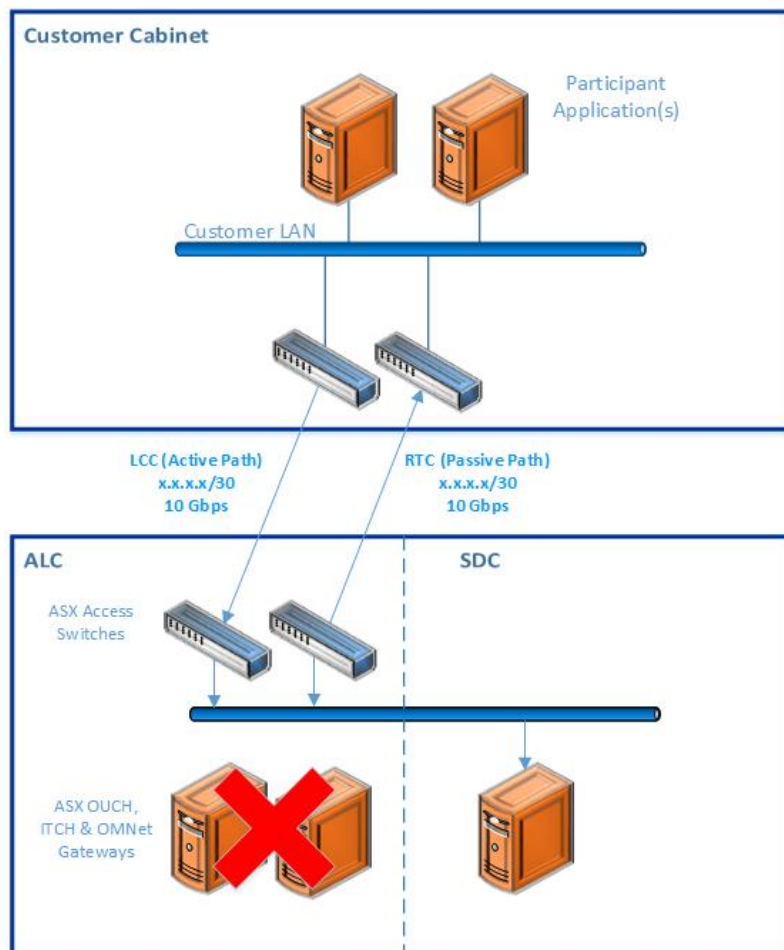 Customer Cabinet
Participant
Application(s)
Customer LAN
LCC (Active Path)
x.x.x.x/30
10 Gbps
RTC (Passive Path)
x.x.x.x/30
10 Gbps
ALC
SDC
ASX Access
Switches
ASX OUCH,
ITCH & OMNet
Gateways